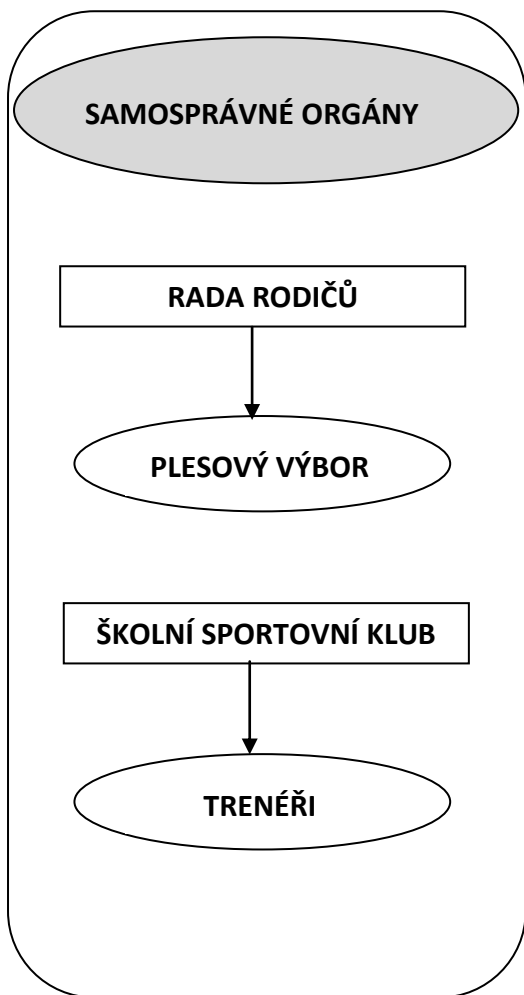 SAMOSPRÁVNÉ ORGÁNY
RADA RODIČŮ
PLESOVÝ VÝBOR
ŠKOLNÍ SPORTOVNÍ KLUB
TRENÉŘI